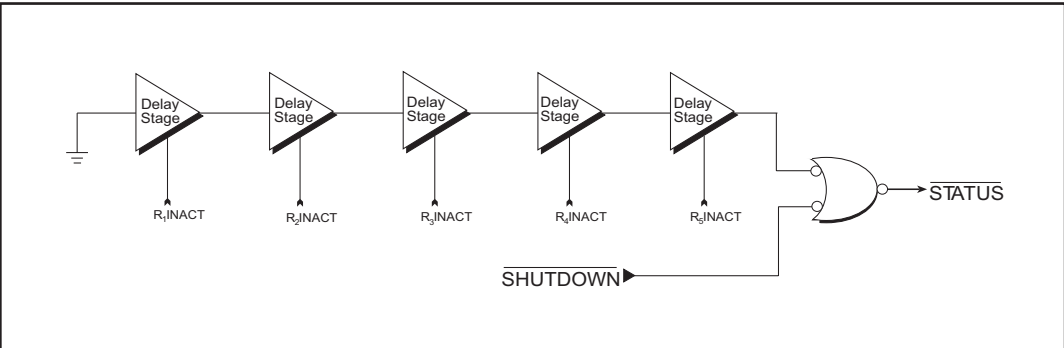 Delay
Stage
Delay
Stage
Delay
Stage
Delay
Stage
Delay
Stage
R₁INACT
R₂INACT
R₃INACT
R₄INACT
R₅INACT
STATUS
SHUTDOWN